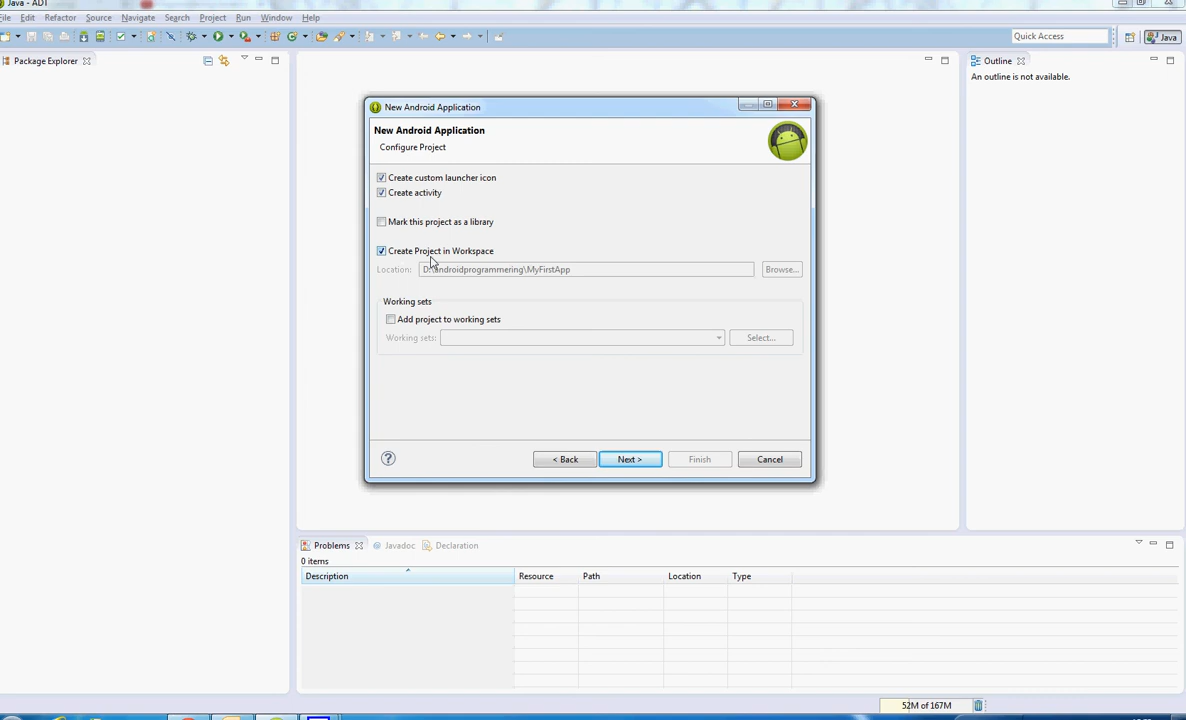 Java - ADT
File Edit Refactor Source Navigate Search Project Run Window Help
Quick Access
Java
Package Explorer
Outline
An outline is not available.
New Android Application
New Android Application
Configure Project
Create custom launcher icon
Create activity
Mark this project as a library
Create Project in Workspace
Location: D:\androidprogrammering\MyFirstApp Browse...
Working sets
Add project to working sets
Working sets: Select...
< Back Next > Finish Cancel
Problems Javadoc Declaration
0 items
Description Resource Path Location Type
52M of 167M